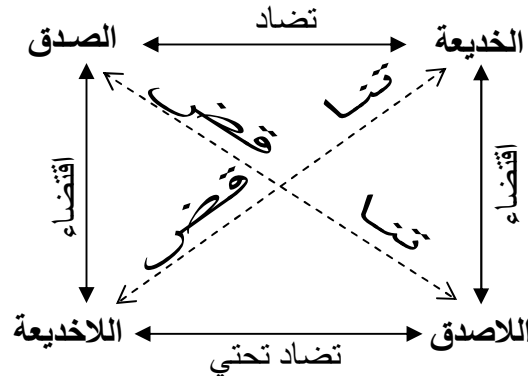 تضاد
الخديعة
الصدق
تنا
قض
تنا
قض
اقتضاء
اقتضاء
اللاصدق
اللاخديعة
تضاد تحتي